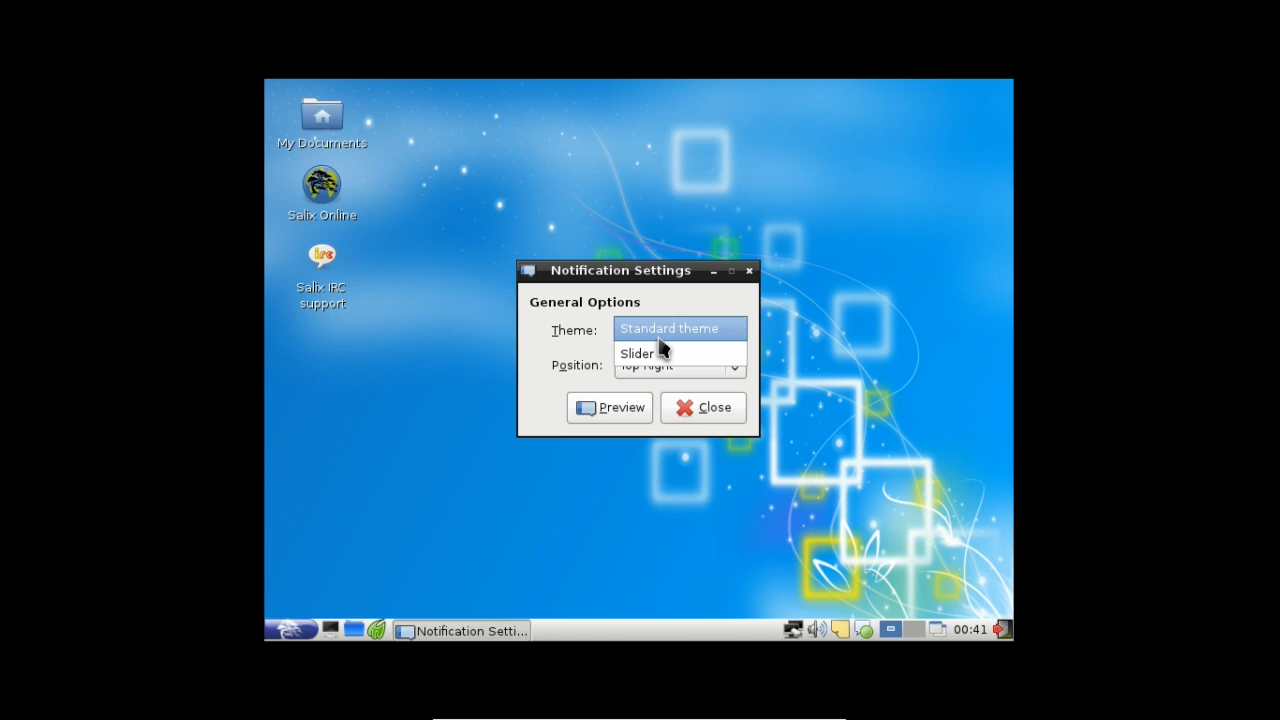 My Documents
Salix Online
irc
Salix IRC
support
Notification Settings
General Options
Theme:
Standard theme
Slider
Position:
Top Right
Preview
Close
Notification Setti...
00:41